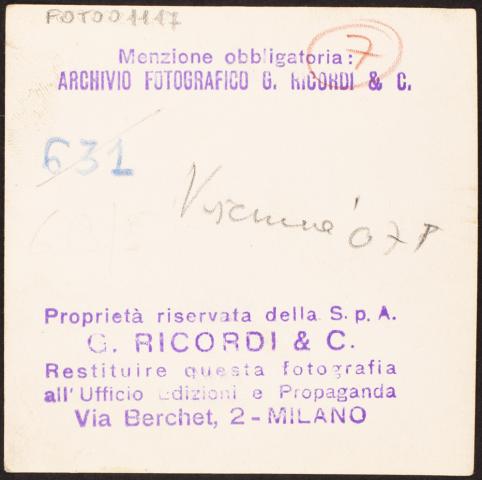 FOTO01117
Menzione obbligatoria:
ARCHIVIO FOTOGRAFICO G. RICORDI & C.
7
631
Proprietà riservata della S. p. A.
G. RICORDI & C.
Restituire questa fotografia
all'Ufficio Edizioni e Propaganda
Via Berchet, 2 - MILANO